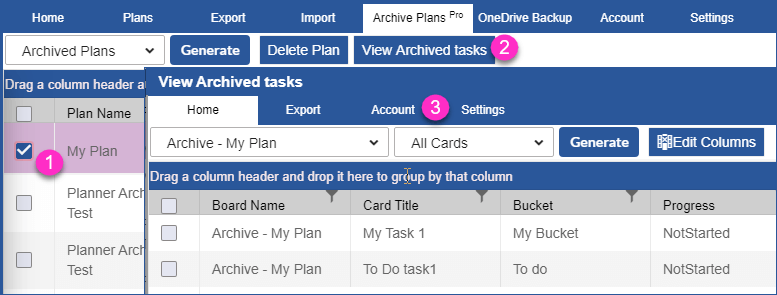 Home Plans Export Import Archive Plans Pro OneDrive Backup Account Settings
Archived Plans Generate Delete Plan View Archived tasks 2
Drag a column header a
Plan Name
1 My Plan
Planner Arch
Test
Planner Arch
Test
View Archived tasks
Home Export Account 3 Settings
Archive - My Plan All Cards Generate Edit Columns
Drag a column header and drop it here to group by that column
Board Name Card Title Bucket Progress
Archive - My Plan My Task 1 My Bucket NotStarted
Archive - My Plan To Do task1 To do NotStarted